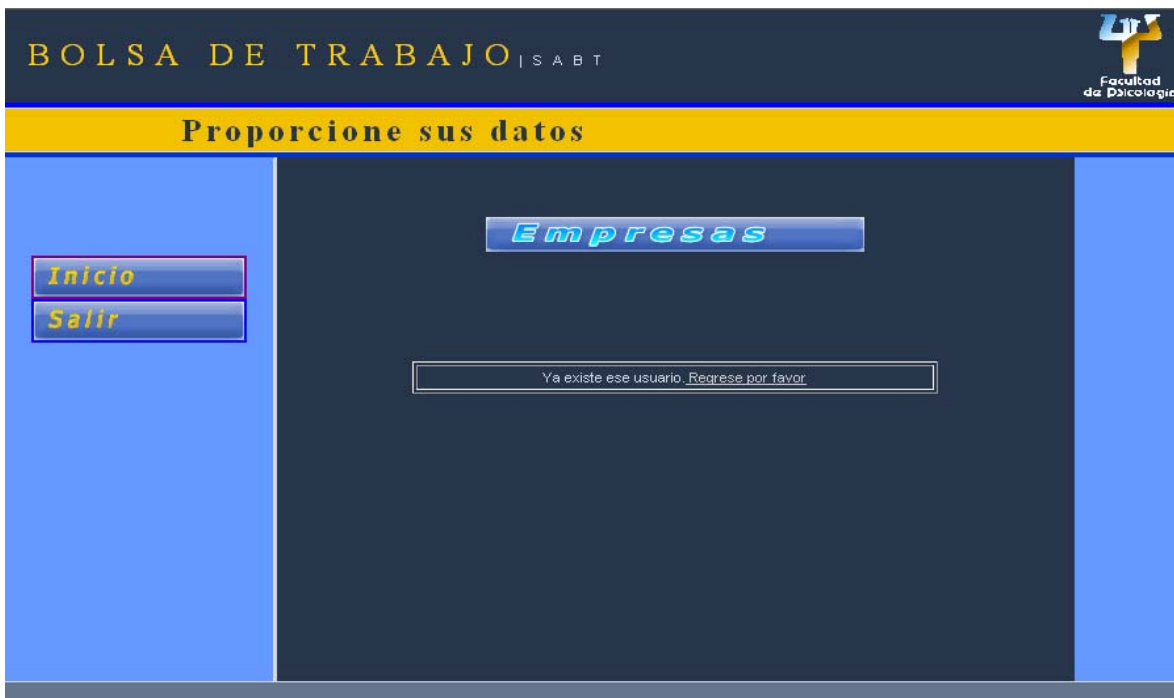 BOLSA DE TRABAJO | SABT
Facultad
de Psicología
Proporcione sus datos
Empresas
Inicio
Salir
Ya existe ese usuario. Regrese por favor